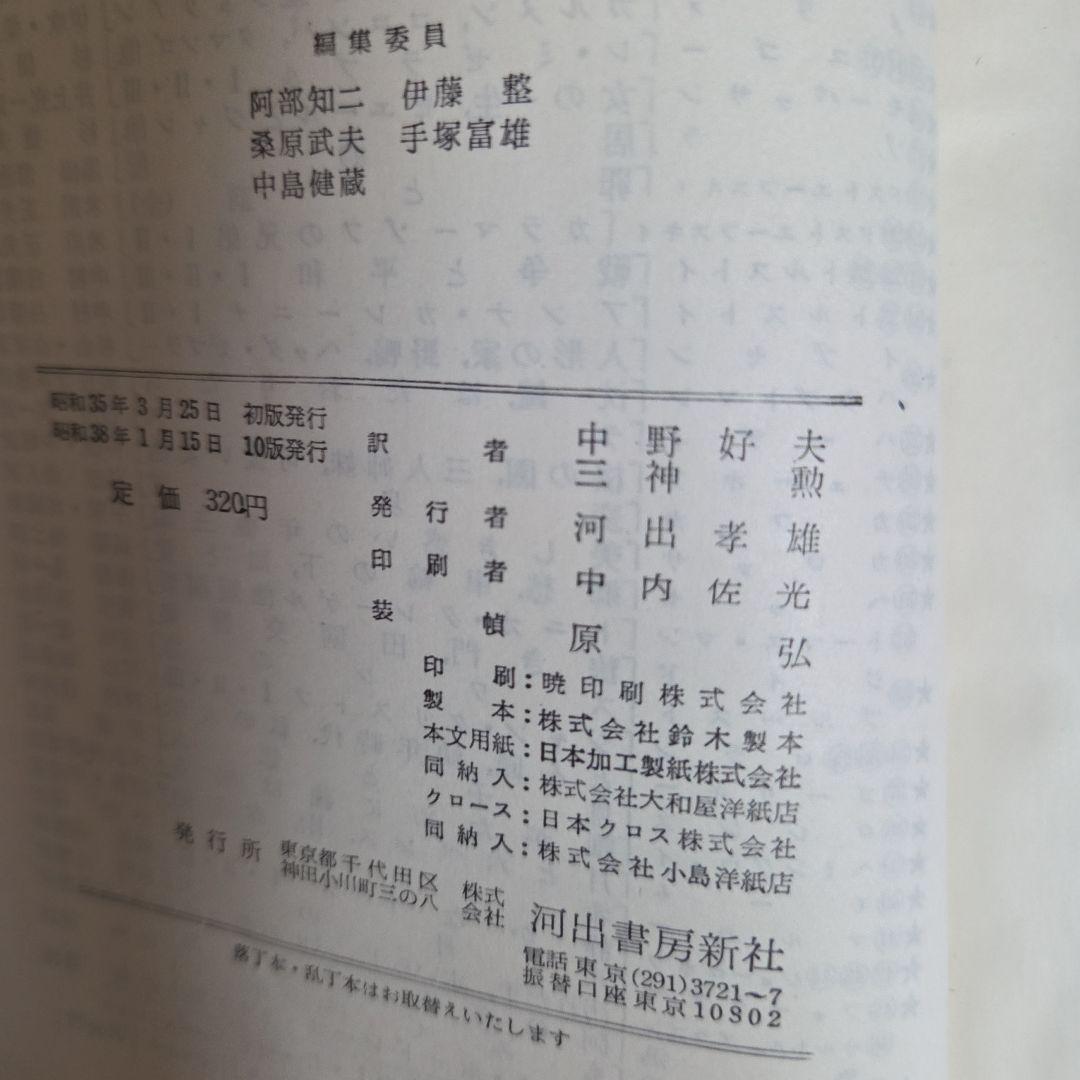 編集委員
阿部知二 伊藤 整
桑原武夫 手塚富雄
中島健蔵
昭和35年3月25日 初版発行
昭和38年1月15日 10版発行
定価 320円
訳者 中野好夫
三神勲
発行者 河出孝雄
印刷者 中内佐光
装幀 原弘
印刷:暁印刷株式会社
製本:株式会社鈴木製本
本文用紙:日本加工製紙株式会社
同納入:株式会社大和屋洋紙店
クロース:日本クロス株式会社
同納入:株式会社小島洋紙店
発行所 東京都千代田区神田小川町三の八 株式会社 河出書房新社
電話東京(291)3721~7
振替口座東京10802
落丁本・乱丁本はお取替えいたします